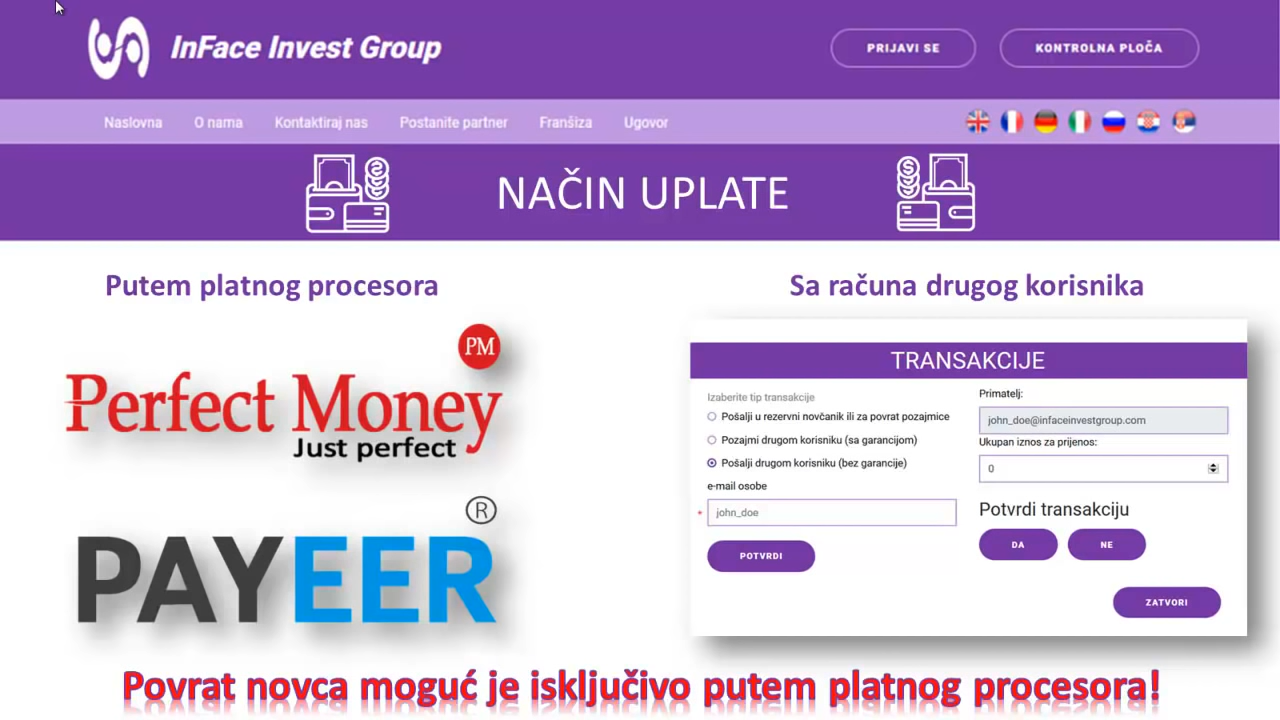 InFace Invest Group
PRIJAVI SE
KONTROLNA PLOČA
Naslovna
O nama
Kontaktiraj nas
Postanite partner
Franšiza
Ugovor
NAČIN UPLATE
Putem platnog procesora
PM
Perfect Money
Just perfect
®
PAYEER
Sa računa drugog korisnika
TRANSAKCIJE
Izaberite tip transakcije
Pošalji u rezervni novčanik ili za povrat pozajmice
Pozajmi drugom korisniku (sa garancijom)
Pošalji drugom korisniku (bez garancije)
e-mail osobe
* john_doe
POTVRDI
Primatelj:
john_doe@infaceinvestgroup.com
Ukupan iznos za prijenos:
0
Potvrdi transakciju
DA
NE
ZATVORI
Povrat novca moguć je isključivo putem platnog procesora!